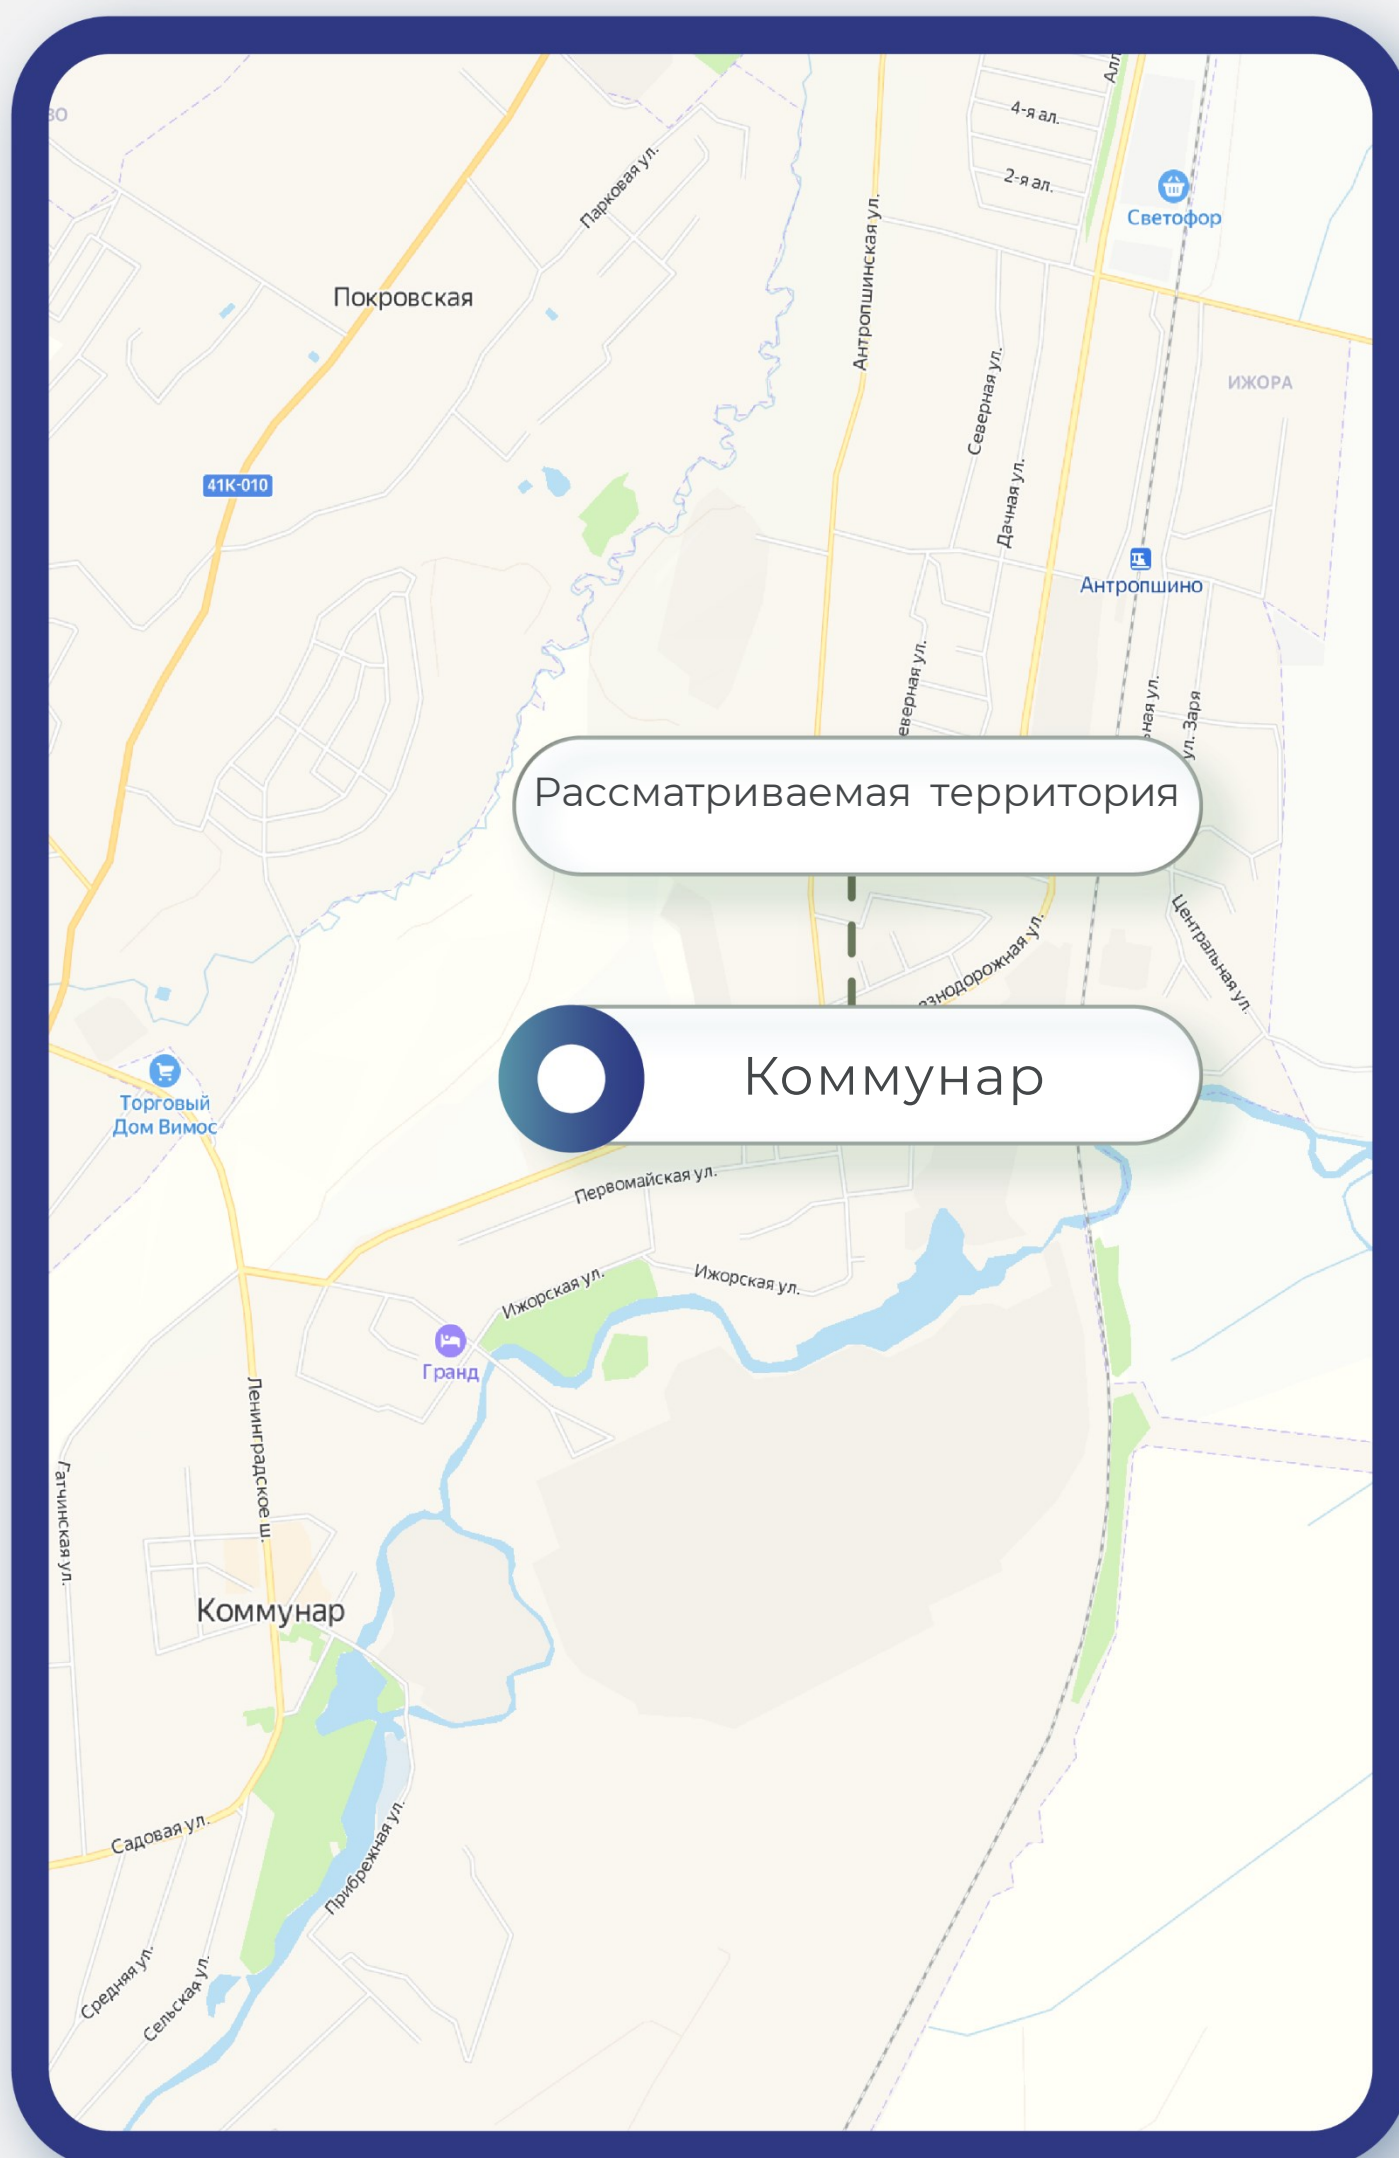 4-я ал.
2-я ал.
Светофор
Парковая ул.
Антропшинская ул.
Покровская
ИЖОРА
Северная ул.
41К-010
Дачная ул.
Антропшино
ул. Заря
Рассматриваемая территория
Центральная ул.
Коммунар
Торговый
Дом Вимос
Первомайская ул.
Ижорская ул.
Ижорская ул.
Гранд
Ленинградское ш.
Гатчинская ул.
Коммунар
Садовая ул.
Прибрежная ул.
Средняя ул.
Сельская ул.